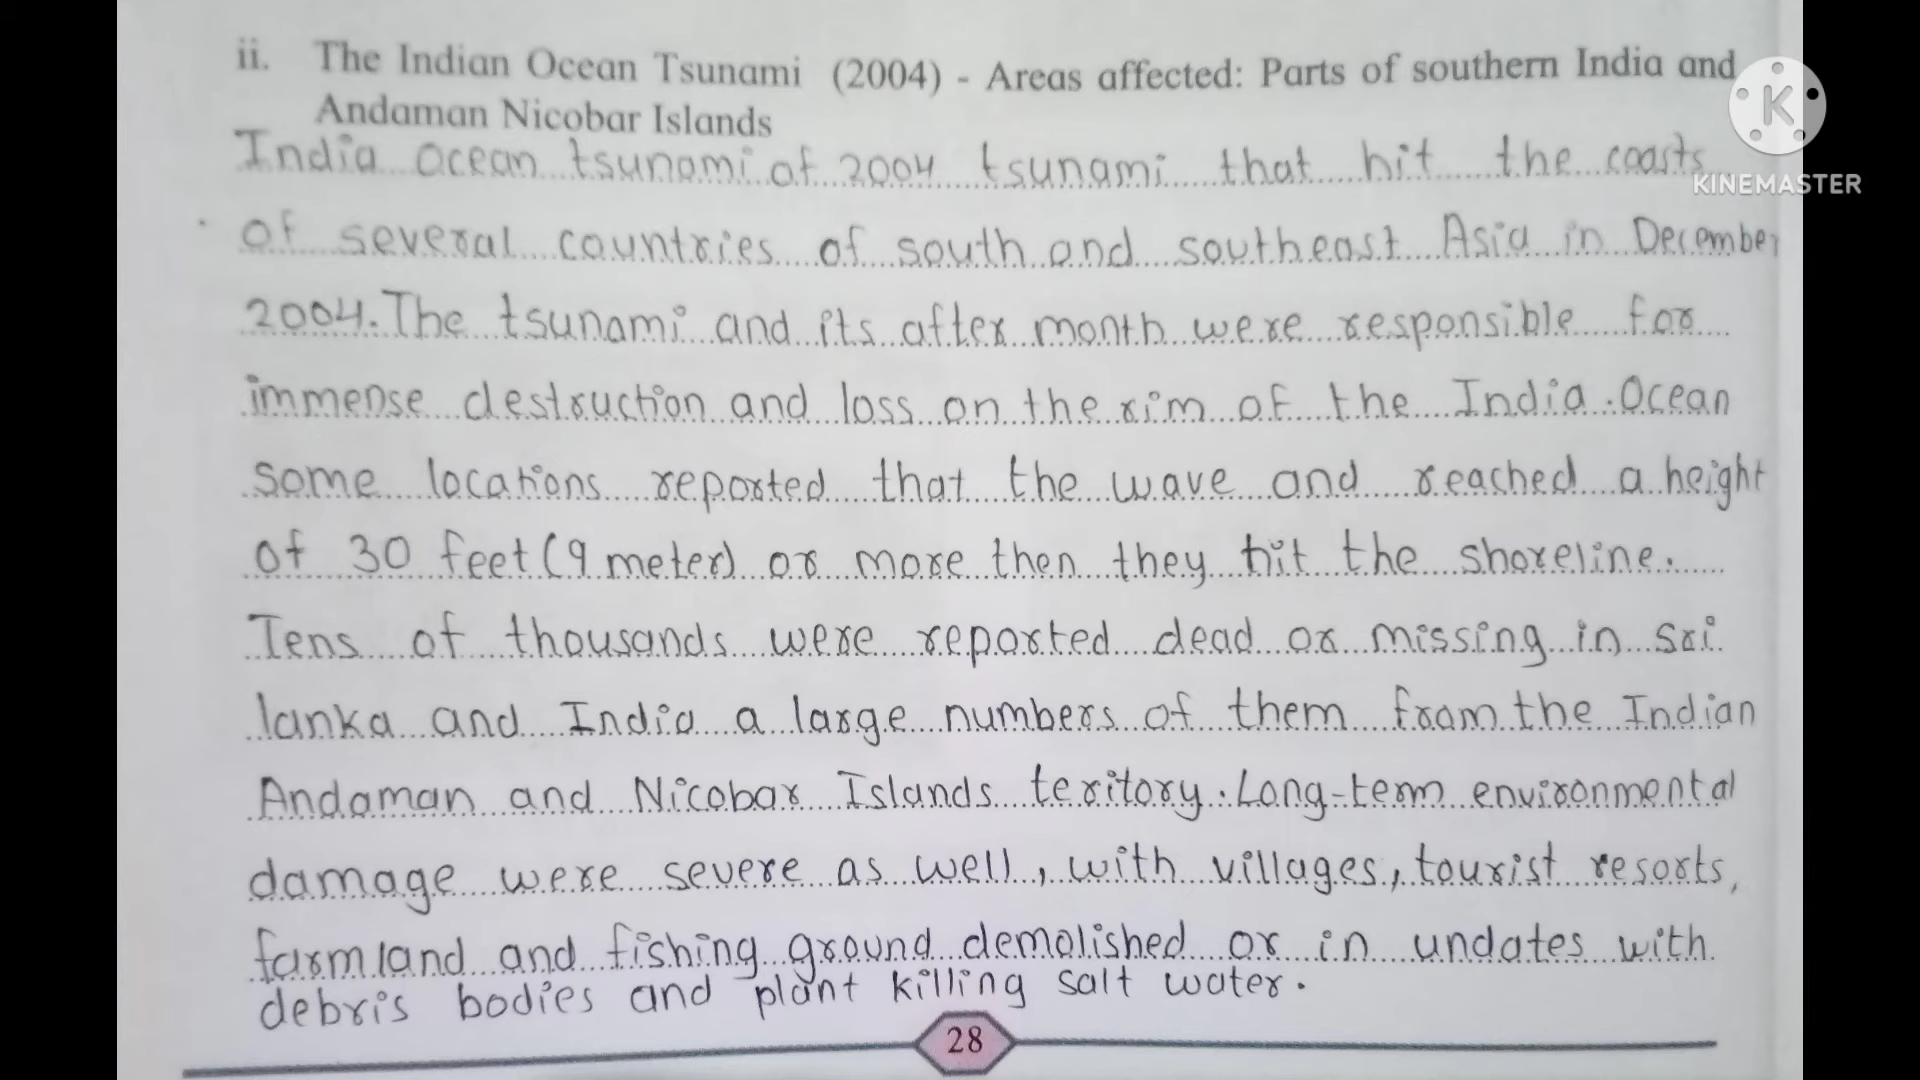 ii. The Indian Ocean Tsunami (2004) - Areas affected: Parts of southern India and
Andaman Nicobar Islands
India ocean tsunami of 2004 tsunami that hit the coasts
of several countries of south and southeast Asia in December
2004. The tsunami and its after month were responsible for
immense destruction and loss on the rim of the India Ocean
some locations reported that the wave and reached a height
of 30 feet (9 meter) or more then they hit the shoreline.
Tens of thousands were reported dead or missing in Sri
lanka and India a large numbers of them from the Indian
Andaman and Nicobar Islands teritory. Long-term environmental
damage were severe as well, with villages, tourist resorts,
farmland and fishing ground demolished or in undates with
debris bodies and plant killing salt water.
28
K
KINEMASTER